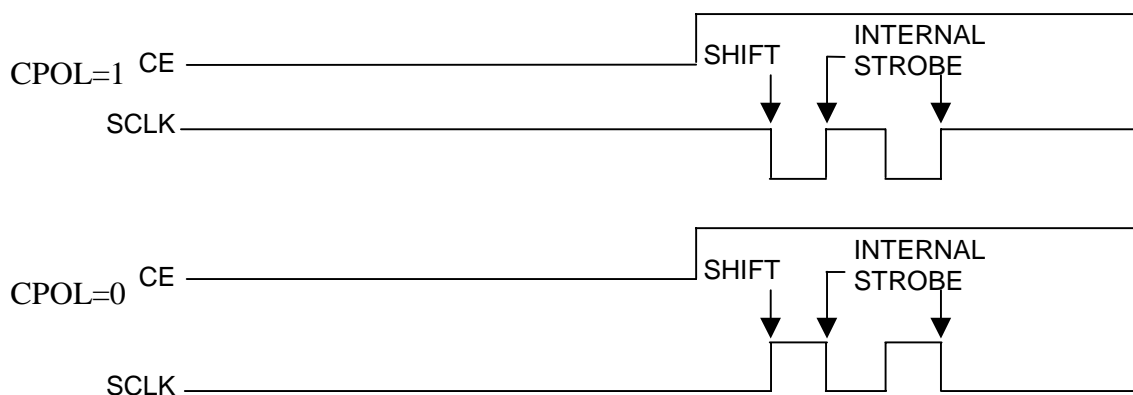 CPOL=1 CE
SHIFT
INTERNAL
STROBE
SCLK
CPOL=0 CE
SHIFT
INTERNAL
STROBE
SCLK